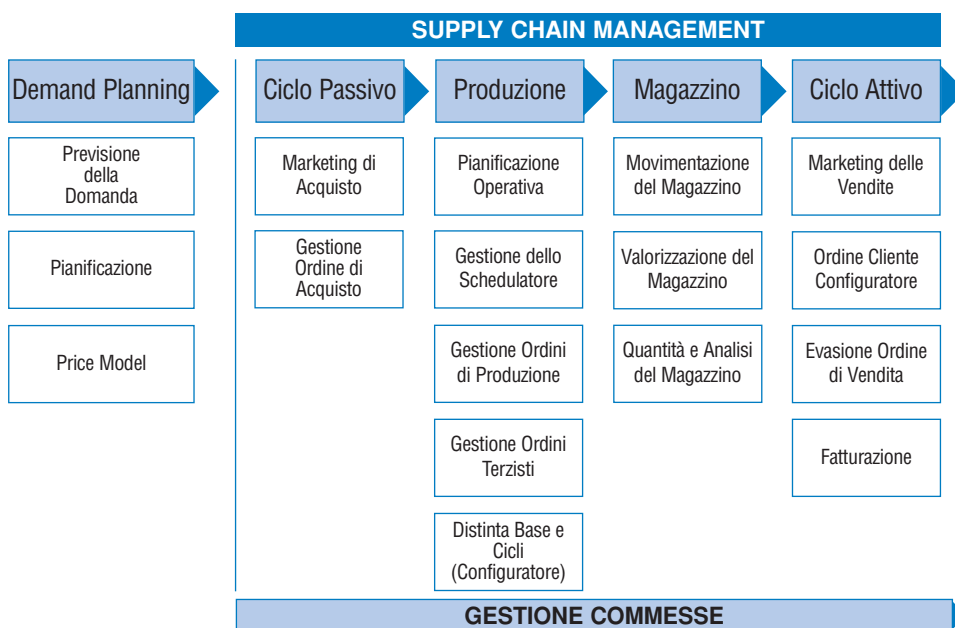 SUPPLY CHAIN MANAGEMENT
Demand Planning
Ciclo Passivo
Produzione
Magazzino
Ciclo Attivo
Previsione
della
Domanda
Pianificazione
Price Model
Marketing di
Acquisto
Gestione
Ordine di
Acquisto
Pianificazione
Operativa
Gestione dello
Schedulatore
Gestione Ordini
di Produzione
Gestione Ordini
Terzisti
Distinta Base e
Cicli
(Configuratore)
Movimentazione
del Magazzino
Valorizzazione del
Magazzino
Quantità e Analisi
del Magazzino
Marketing delle
Vendite
Ordine Cliente
Configuratore
Evasione Ordine
di Vendita
Fatturazione
GESTIONE COMMESSE